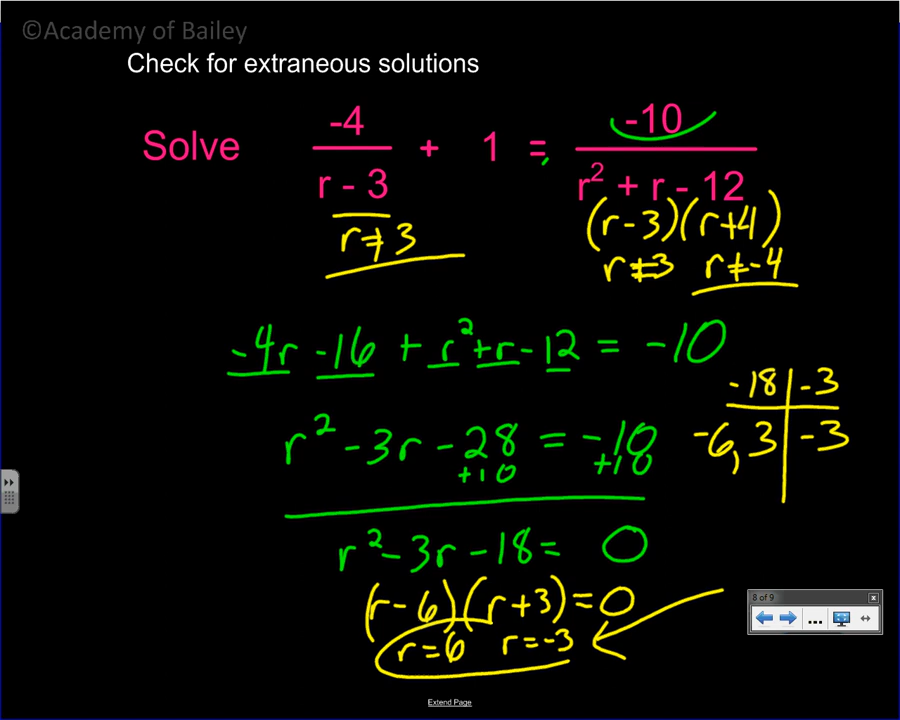 ©Academy of Bailey
Check for extraneous solutions
Solve -4/(r - 3) + 1 = -10/(r² + r - 12)
r ≠ 3
(r - 3)(r + 4)
r ≠ 3 r ≠ -4
-4r - 16 + r² + r - 12 = -10
-18 | -3
-6, 3 | -3
r² - 3r - 28 = -10
+10 +10
r² - 3r - 18 = 0
(r - 6)(r + 3) = 0
r = 6 r = -3
8 of 9
...
Extend Page